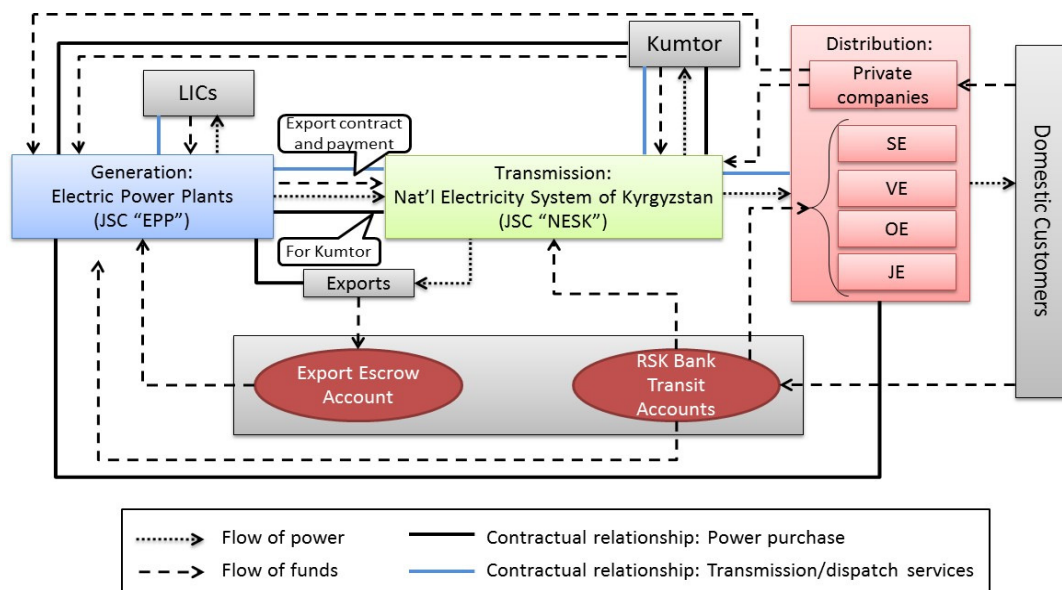 Kumtor
Distribution:
Private
companies
LICs
Export contract
and payment
SE
VE
OE
JE
Generation:
Electric Power Plants
(JSC “EPP”)
Transmission:
Nat’l Electricity System of Kyrgyzstan
(JSC “NESK”)
For Kumtor
Exports
Domestic Customers
Export Escrow
Account
RSK Bank
Transit
Accounts
Flow of power
Contractual relationship: Power purchase
Flow of funds
Contractual relationship: Transmission/dispatch services